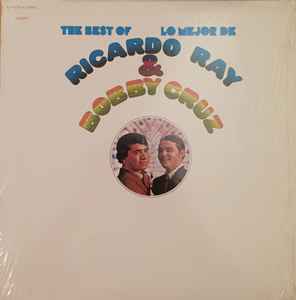 THE BEST OF LO MEJOR DE
RICARDO RAY
&
BOBBY CRUZ